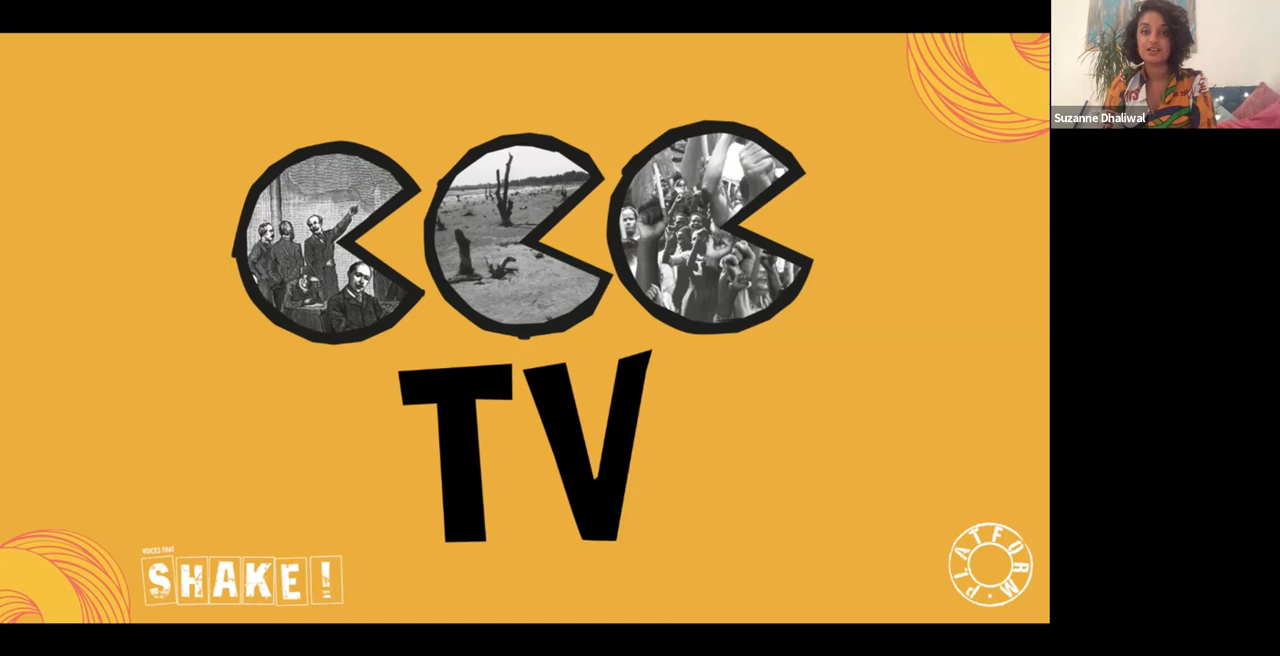 Suzanne Dhaliwal
CCC
TV
VOICES THAT
SHAKE!
PLATFORM